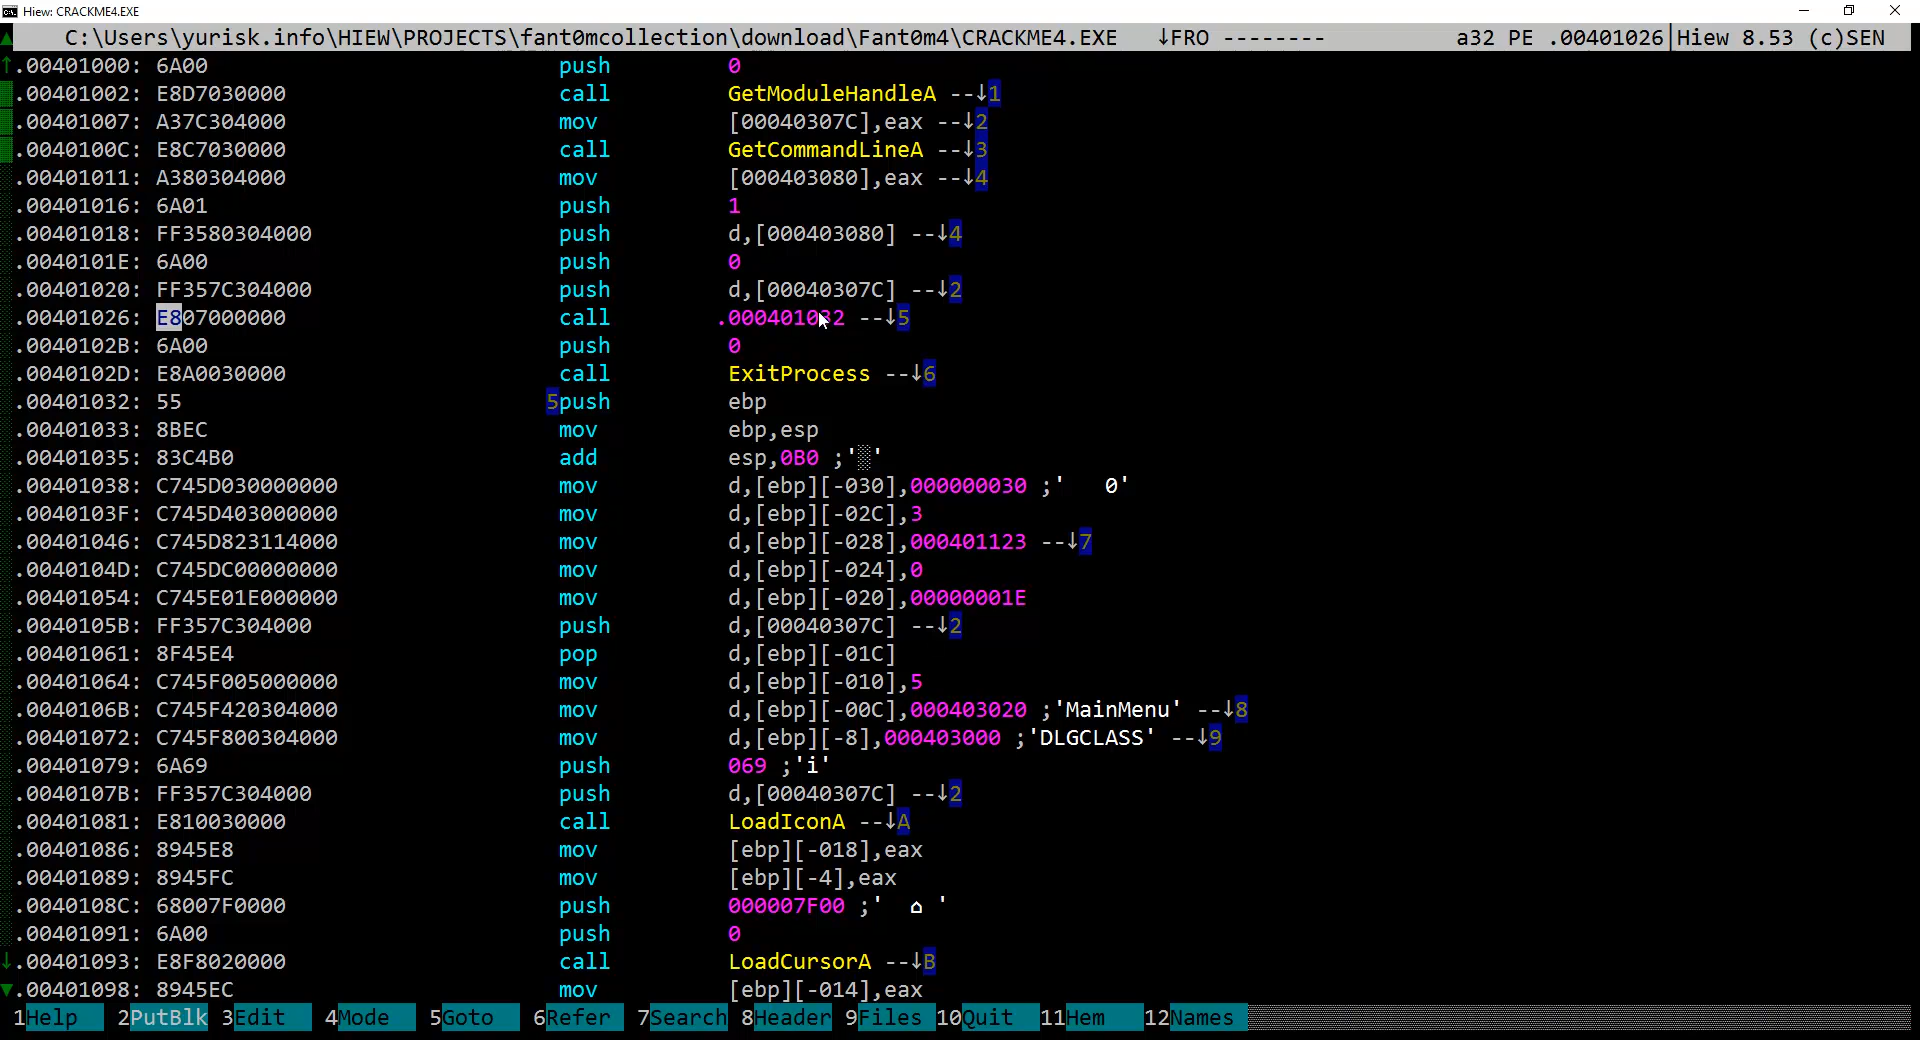 Hiew: CRACKME4.EXE
C:\Users\yurisk.info\HIEW\PROJECTS\fant0mcollection\download\Fant0m4\CRACKME4.EXE ↓FRO -------- a32 PE .00401026 Hiew 8.53 (c)SEN
.00401000: 6A00 push 0
.00401002: E8D7030000 call GetModuleHandleA --↓1
.00401007: A37C304000 mov [00040307C],eax --↓2
.0040100C: E8C7030000 call GetCommandLineA --↓3
.00401011: A380304000 mov [000403080],eax --↓4
.00401016: 6A01 push 1
.00401018: FF3580304000 push d,[000403080] --↓4
.0040101E: 6A00 push 0
.00401020: FF357C304000 push d,[00040307C] --↓2
.00401026: E807000000 call .000401032 --↓5
.0040102B: 6A00 push 0
.0040102D: E8A0030000 call ExitProcess --↓6
.00401032: 55 5push ebp
.00401033: 8BEC mov ebp,esp
.00401035: 83C4B0 add esp,0B0 ;'▒'
.00401038: C745D030000000 mov d,[ebp][-030],000000030 ;'   0'
.0040103F: C745D403000000 mov d,[ebp][-02C],3
.00401046: C745D823114000 mov d,[ebp][-028],000401123 --↓7
.0040104D: C745DC00000000 mov d,[ebp][-024],0
.00401054: C745E01E000000 mov d,[ebp][-020],00000001E
.0040105B: FF357C304000 push d,[00040307C] --↓2
.00401061: 8F45E4 pop d,[ebp][-01C]
.00401064: C745F005000000 mov d,[ebp][-010],5
.0040106B: C745F420304000 mov d,[ebp][-00C],000403020 ;'MainMenu' --↓8
.00401072: C745F800304000 mov d,[ebp][-8],000403000 ;'DLGCLASS' --↓9
.00401079: 6A69 push 069 ;'i'
.0040107B: FF357C304000 push d,[00040307C] --↓2
.00401081: E810030000 call LoadIconA --↓A
.00401086: 8945E8 mov [ebp][-018],eax
.00401089: 8945FC mov [ebp][-4],eax
.0040108C: 68007F0000 push 000007F00 ;'  ⌂ '
.00401091: 6A00 push 0
.00401093: E8F8020000 call LoadCursorA --↓B
.00401098: 8945EC mov [ebp][-014],eax
1Help 2PutBlk 3Edit 4Mode 5Goto 6Refer 7Search 8Header 9Files 10Quit 11Hem 12Names